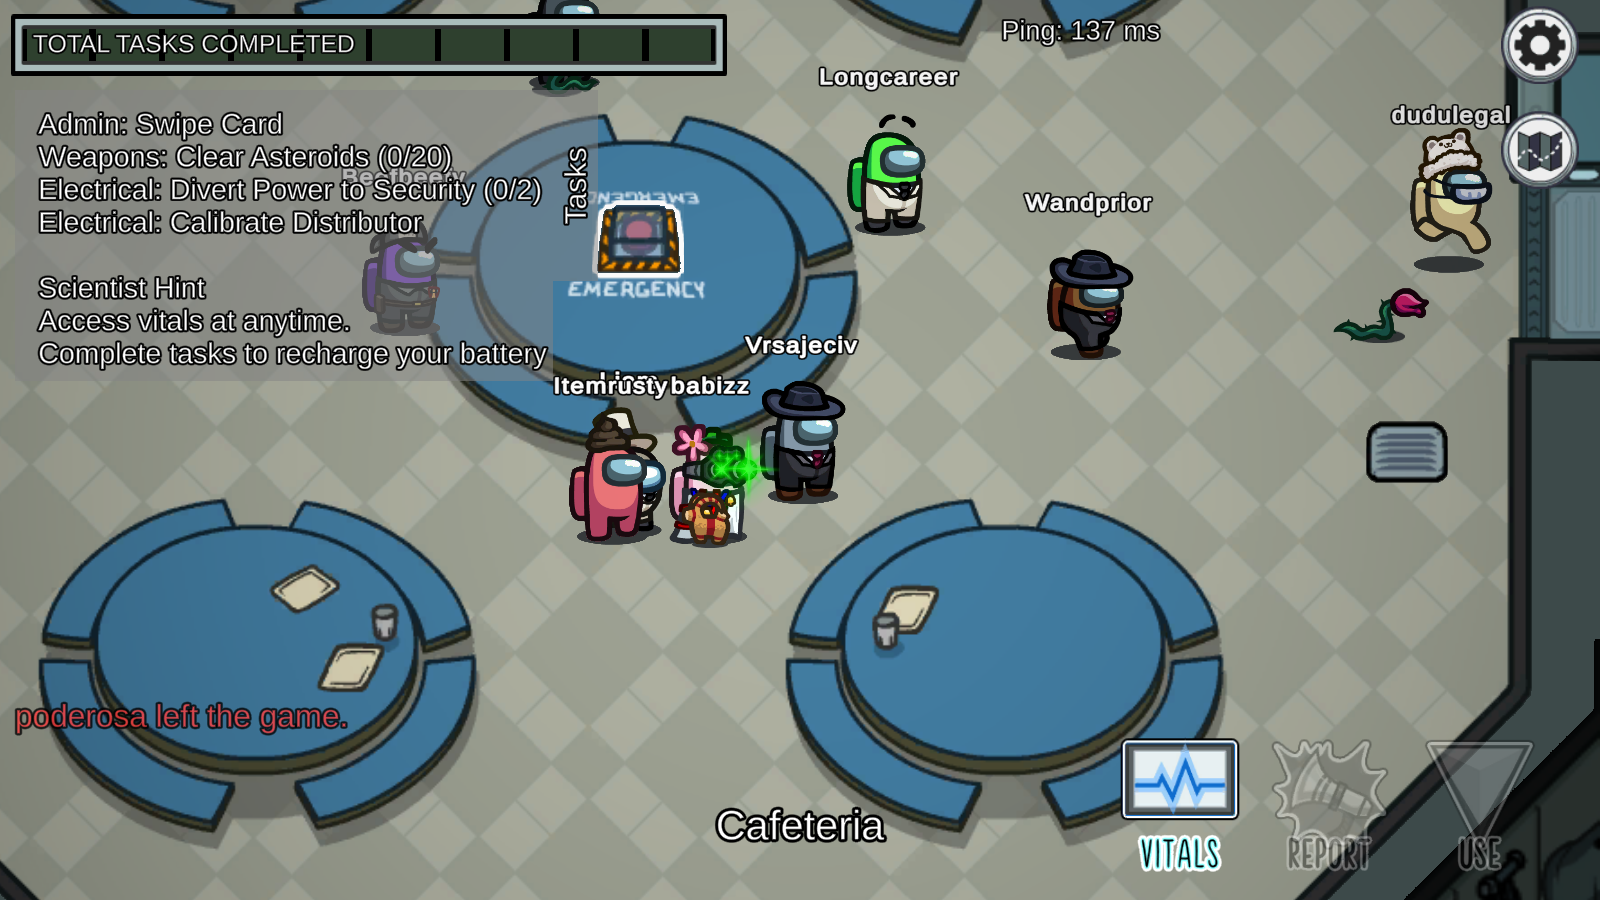 TOTAL TASKS COMPLETED
Ping: 137 ms
Longcareer
dudulegal
Admin: Swipe Card
Weapons: Clear Asteroids (0/20)
Beefbeery
Electrical: Divert Power to Security (0/2)
Electrical: Calibrate Distributor
Tasks
EMERGENCY
Wandprior
EMERGENCY
Scientist Hint
Access vitals at anytime.
Complete tasks to recharge your battery
Vrsajeciv
Itemrusty
babizz
poderosa left the game.
Cafeteria
VITALS
REPORT
USE